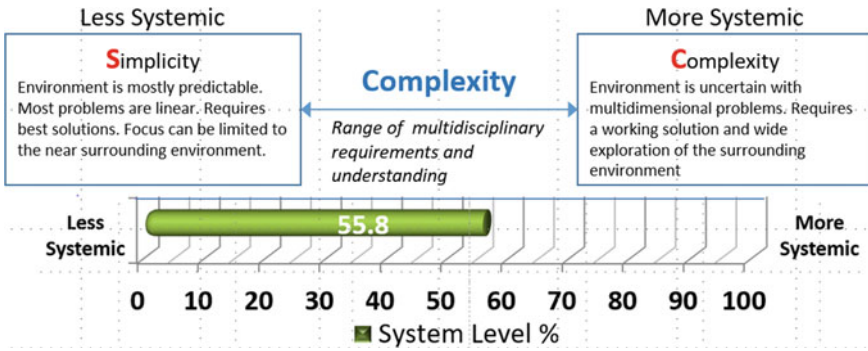 Less Systemic
More Systemic
Simplicity
Environment is mostly predictable.
Most problems are linear. Requires
best solutions. Focus can be limited to
the near surrounding environment.
Complexity
Range of multidisciplinary
requirements and
understanding
Complexity
Environment is uncertain with
multidimensional problems. Requires
a working solution and wide
exploration of the surrounding
environment
Less
Systemic
55.8
More
Systemic
0 10 20 30 40 50 60 70 80 90 100
System Level %